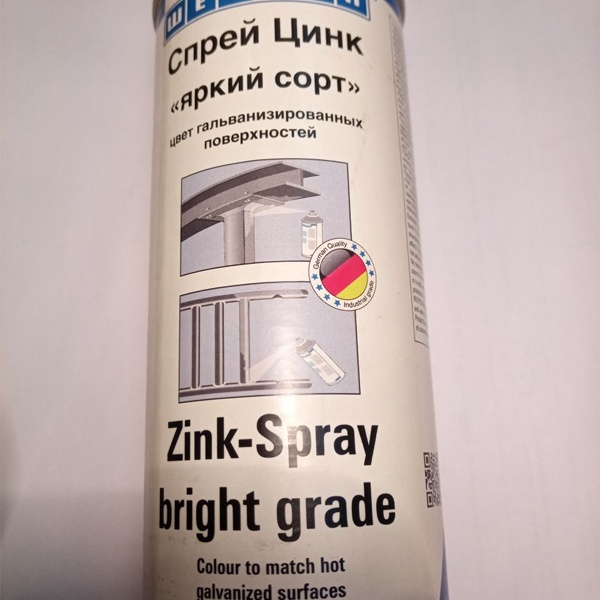 Спрей Цинк
«яркий сорт»
цвет гальванизированных
поверхностей
German Quality
Industrial grade
Zink-Spray
bright grade
Colour to match hot
galvanized surfaces